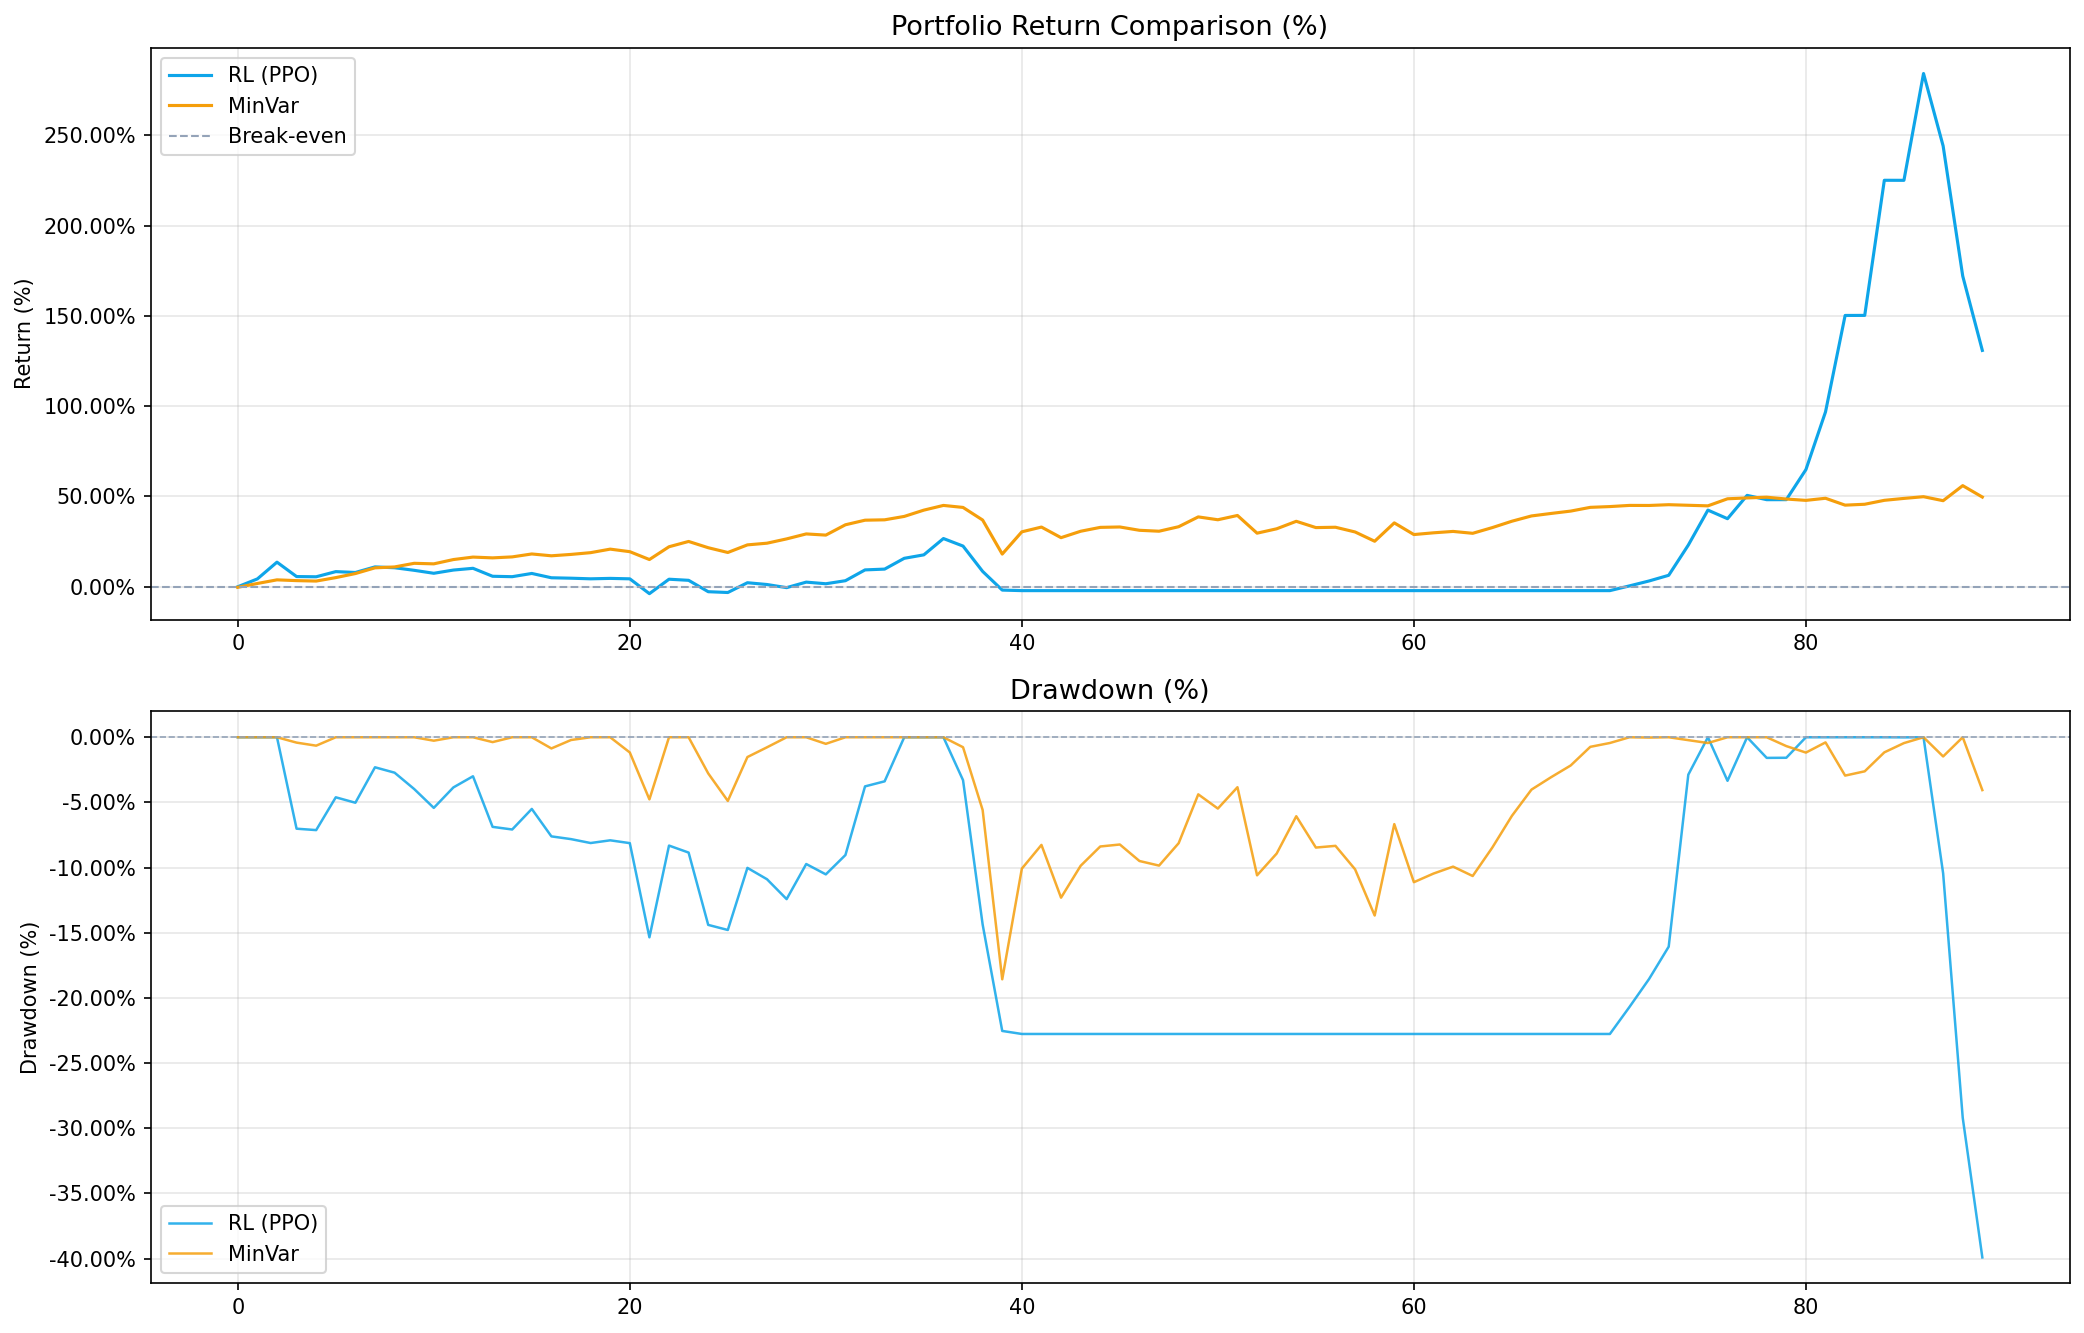 Portfolio Return Comparison (%)
RL (PPO)
MinVar
Break-even
Return (%)
250.00%
200.00%
150.00%
100.00%
50.00%
0.00%
0 20 40 60 80
Drawdown (%)
Drawdown (%)
0.00%
-5.00%
-10.00%
-15.00%
-20.00%
-25.00%
-30.00%
-35.00%
-40.00%
RL (PPO)
MinVar
0 20 40 60 80